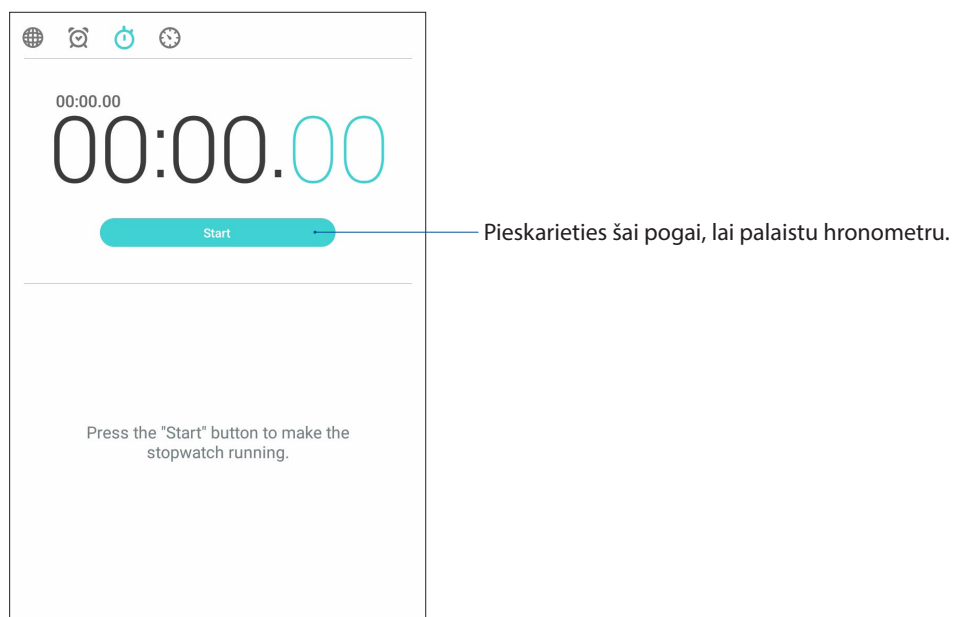 00:00.00
00:00.00
Start
Pieskarieties šai pogai, lai palaistu hronometru.
Press the "Start" button to make the
stopwatch running.